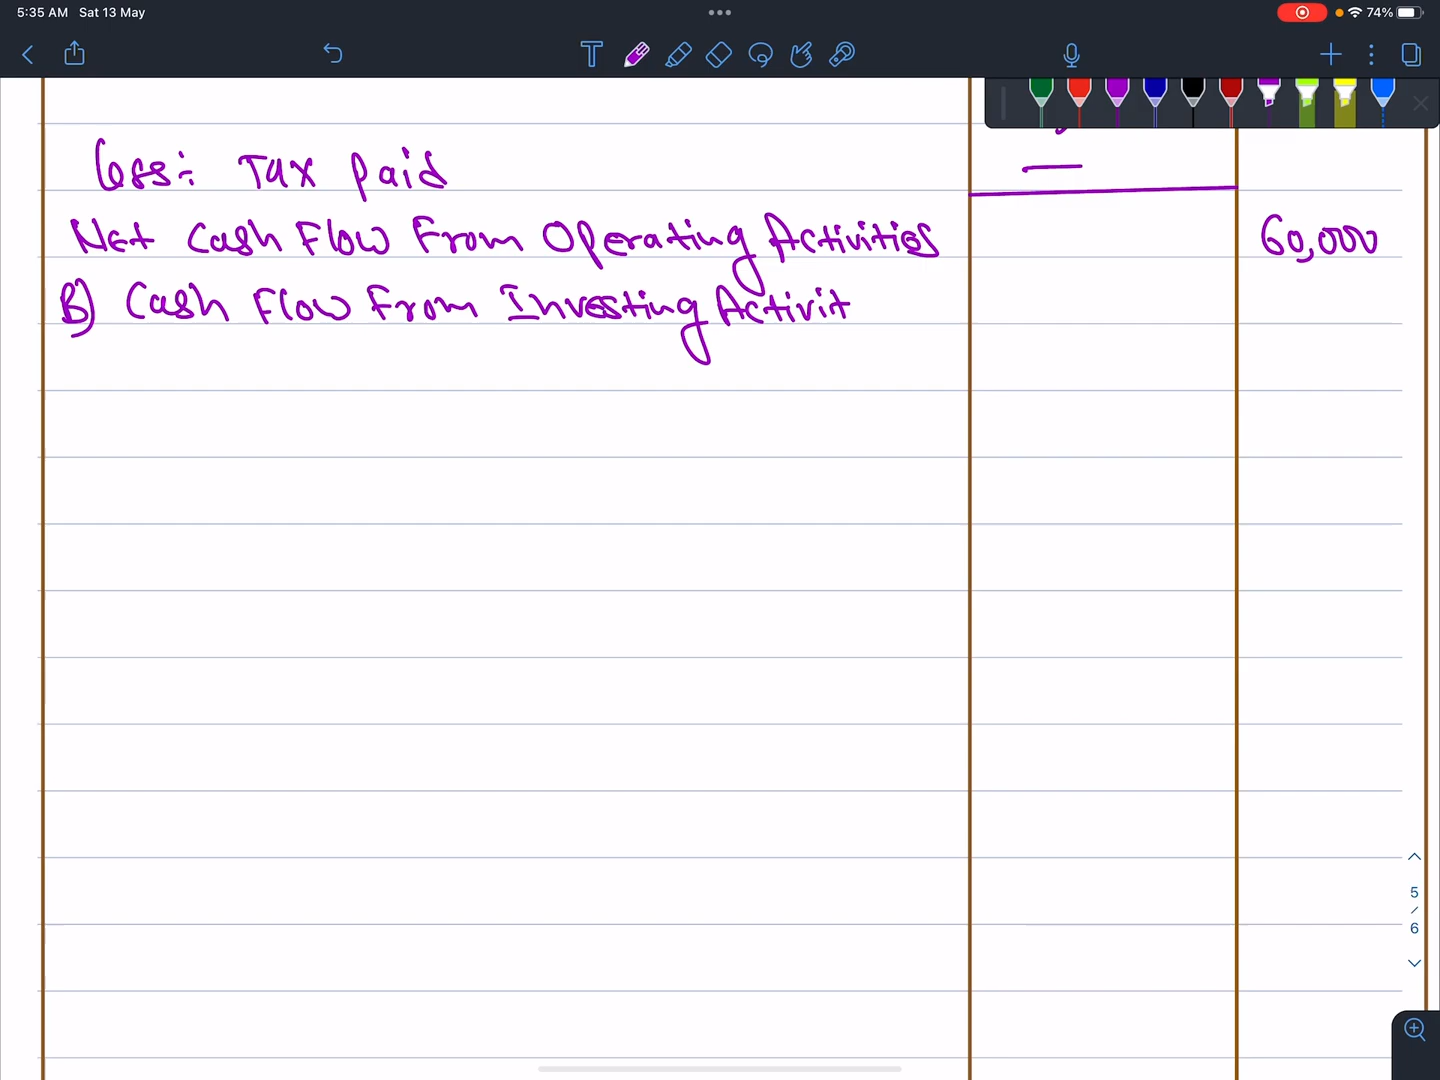 5:35 AM Sat 13 May
74%
Less:- Tax Paid —
Net Cash Flow From Operating Activities 60,000
B) Cash Flow From Investing Activit
5
/
6